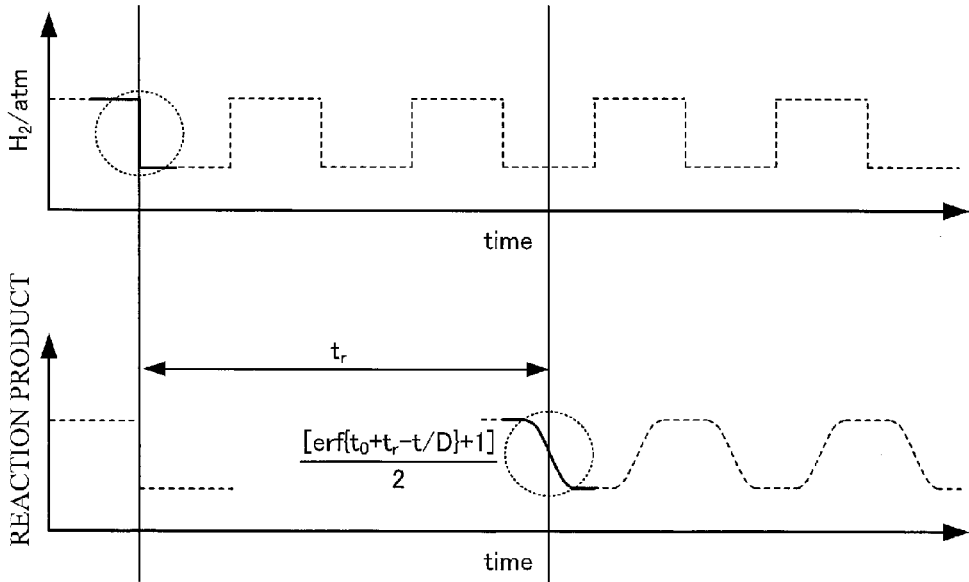 H₂/atm
time
REACTION PRODUCT
tᵣ
[erf{t₀+tᵣ-t/D}+1]
2
time